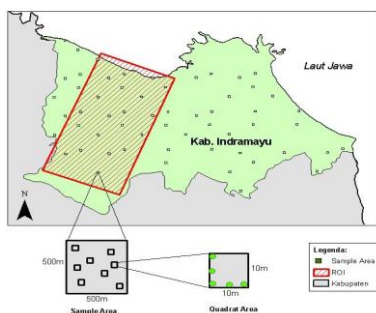 Laut Jawa
Kab. Indramayu
N
500m
500m
Sample Area
10m
10m
Quadrat Area
Legenda:
Sample Area
ROI
Kabupaten